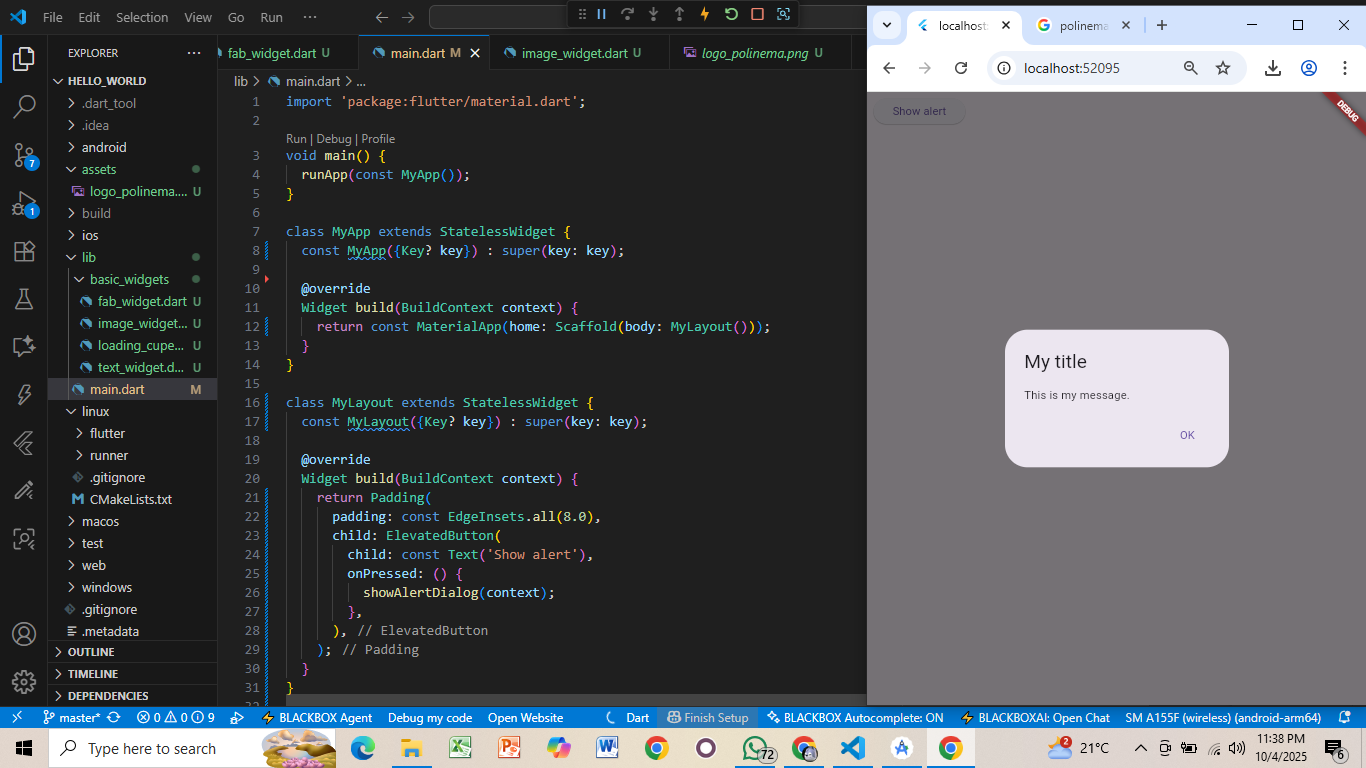 File Edit Selection View Go Run ···
EXPLORER ···
HELLO_WORLD
.dart_tool
.idea
android
assets
logo_polinema.... U
build
ios
lib
basic_widgets
fab_widget.dart U
image_widget... U
loading_cupe... U
text_widget.d... U
main.dart M
linux
flutter
runner
.gitignore
CMakeLists.txt
macos
test
web
windows
.gitignore
.metadata
OUTLINE
TIMELINE
DEPENDENCIES
7
1
fab_widget.dart U
main.dart M
image_widget.dart U
logo_polinema.png U
lib > main.dart > ...
1 import 'package:flutter/material.dart';
2
Run | Debug | Profile
3 void main() {
4 runApp(const MyApp());
5 }
6
7 class MyApp extends StatelessWidget {
8 const MyApp({Key? key}) : super(key: key);
9
10 @override
11 Widget build(BuildContext context) {
12 return const MaterialApp(home: Scaffold(body: MyLayout()));
13 }
14 }
15
16 class MyLayout extends StatelessWidget {
17 const MyLayout({Key? key}) : super(key: key);
18
19 @override
20 Widget build(BuildContext context) {
21 return Padding(
22 padding: const EdgeInsets.all(8.0),
23 child: ElevatedButton(
24 child: const Text('Show alert'),
25 onPressed: () {
26 showAlertDialog(context);
27 },
28 ), // ElevatedButton
29 ); // Padding
30 }
31 }
localhost:
polinema
localhost:52095
Show alert
DEBUG
My title
This is my message.
OK
master* 0 0 9 BLACKBOX Agent Debug my code Open Website Dart Finish Setup BLACKBOX Autocomplete: ON BLACKBOXAI: Open Chat SM A155F (wireless) (android-arm64)
Type here to search
72
2
21°C
11:38 PM
10/4/2025
6